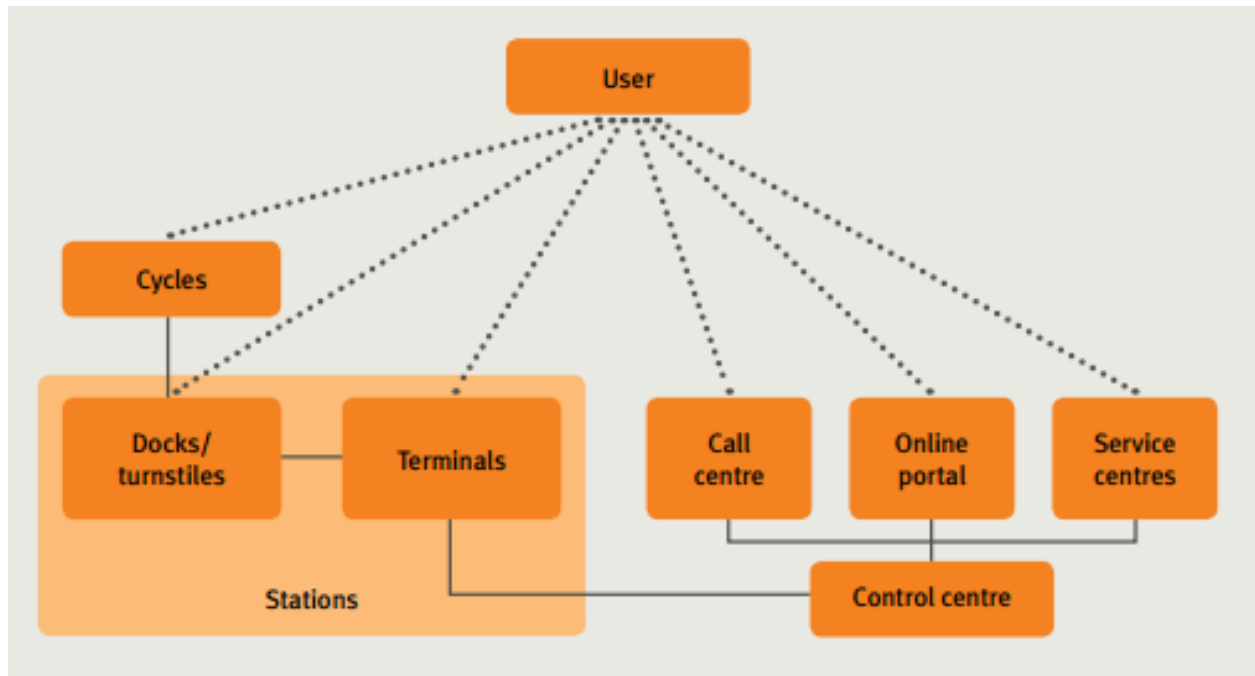 User
Cycles
Docks/
turnstiles
Terminals
Call
centre
Online
portal
Service
centres
Stations
Control centre